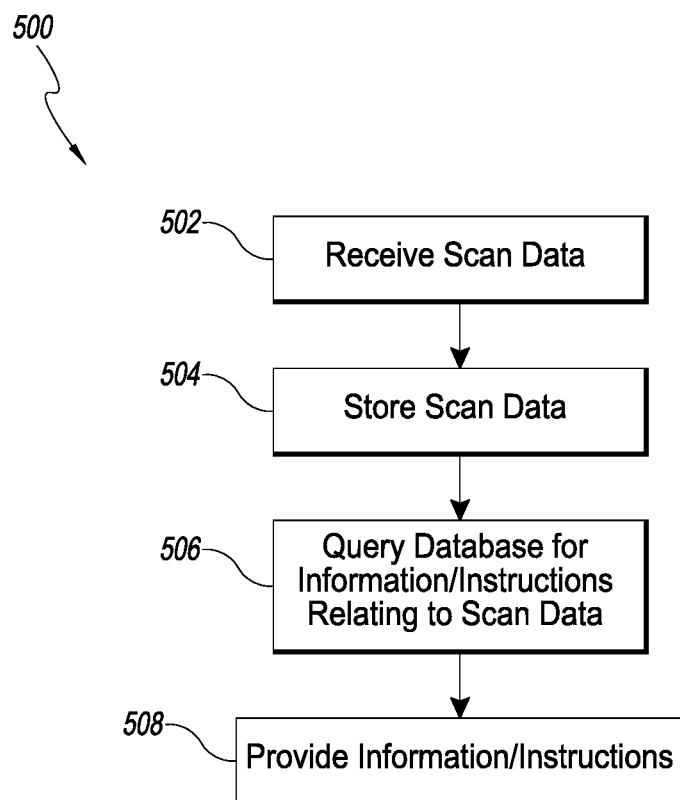 500
502
Receive Scan Data
504
Store Scan Data
506
Query Database for
Information/Instructions
Relating to Scan Data
508
Provide Information/Instructions